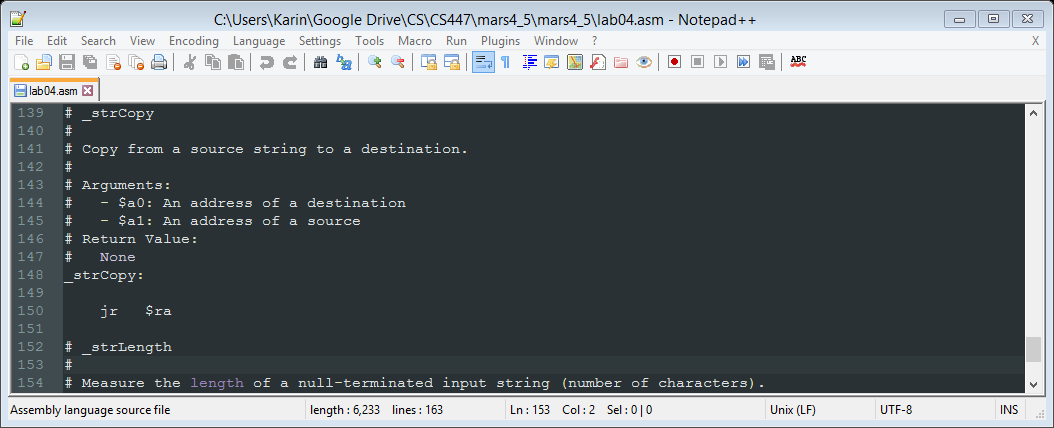 C:\Users\Karin\Google Drive\CS\CS447\mars4_5\mars4_5\lab04.asm - Notepad++
File Edit Search View Encoding Language Settings Tools Macro Run Plugins Window ? X
ABC
lab04.asm
139 # _strCopy
140 #
141 # Copy from a source string to a destination.
142 #
143 # Arguments:
144 #   - $a0: An address of a destination
145 #   - $a1: An address of a source
146 # Return Value:
147 #   None
148 _strCopy:
149
150     jr   $ra
151
152 # _strLength
153 #
154 # Measure the length of a null-terminated input string (number of characters).
Assembly language source file length : 6,233 lines : 163 Ln : 153 Col : 2 Sel : 0 | 0 Unix (LF) UTF-8 INS